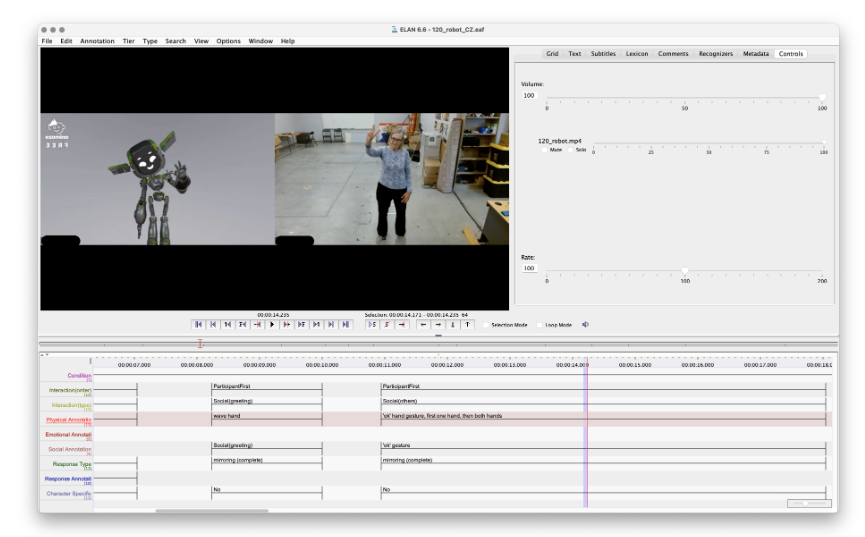 ELAN 6.6 - 120_robot_CZ.eaf
File Edit Annotation Tier Type Search View Options Window Help
Grid Text Subtitles Lexicon Comments Recognizers Metadata Controls
Volume:
100
0 50 100
120_robot.mp4
Mute Solo 0 25 50 75 100
Rate:
100
0 100 200
00:00:14.235 Selection: 00:00:14.171 - 00:00:14.235 64
Selection Mode Loop Mode
00:00:07.000 00:00:08.000 00:00:09.000 00:00:10.000 00:00:11.000 00:00:12.000 00:00:13.000 00:00:14.000 00:00:15.000 00:00:16.000 00:00:17.000
Condition
Interaction(order) ParticipantFirst ParticipantFirst
Interaction(type) Social(greeting) Social(others)
Physical Annotatio wave hand 'ok' hand gesture, first one hand, then both hands
Emotional Annotati
Social Annotation Social(greeting) 'ok' gesture
Response Type mirroring (complete) mirroring (complete)
Response Annotati
Character Specific No No